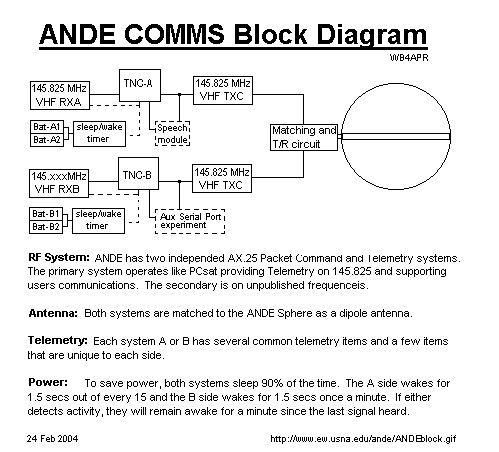 ANDE COMMS Block Diagram
WB4APR
145.825 MHz
VHF RXA
TNC-A
145.825 MHz
VHF TXC
Bat-A1
Bat-A2
sleep/wake
timer
Speech
module
Matching and
T/R circuit
145.xxxMHz
VHF RXB
TNC-B
145.825 MHz
VHF TXC
Bat-B1
Bat-B2
sleep/wake
timer
Aux Serial Port
experiment
RF System: ANDE has two independed AX.25 Packet Command and Telemetry systems.
The primary system operates like PCsat providing Telemetry on 145.825 and supporting
users communications. The secondary is on unpublished frequenceis.
Antenna: Both systems are matched to the ANDE Sphere as a dipole antenna.
Telemetry: Each system A or B has several common telemetry items and a few items
that are unique to each side.
Power: To save power, both systems sleep 90% of the time. The A side wakes for
1.5 secs out of every 15 and the B side wakes for 1.5 secs once a minute. If either
detects activity, they will remain awake for a minute since the last signal heard.
24 Feb 2004
http://www.ew.usna.edu/ande/ANDEblock.gif